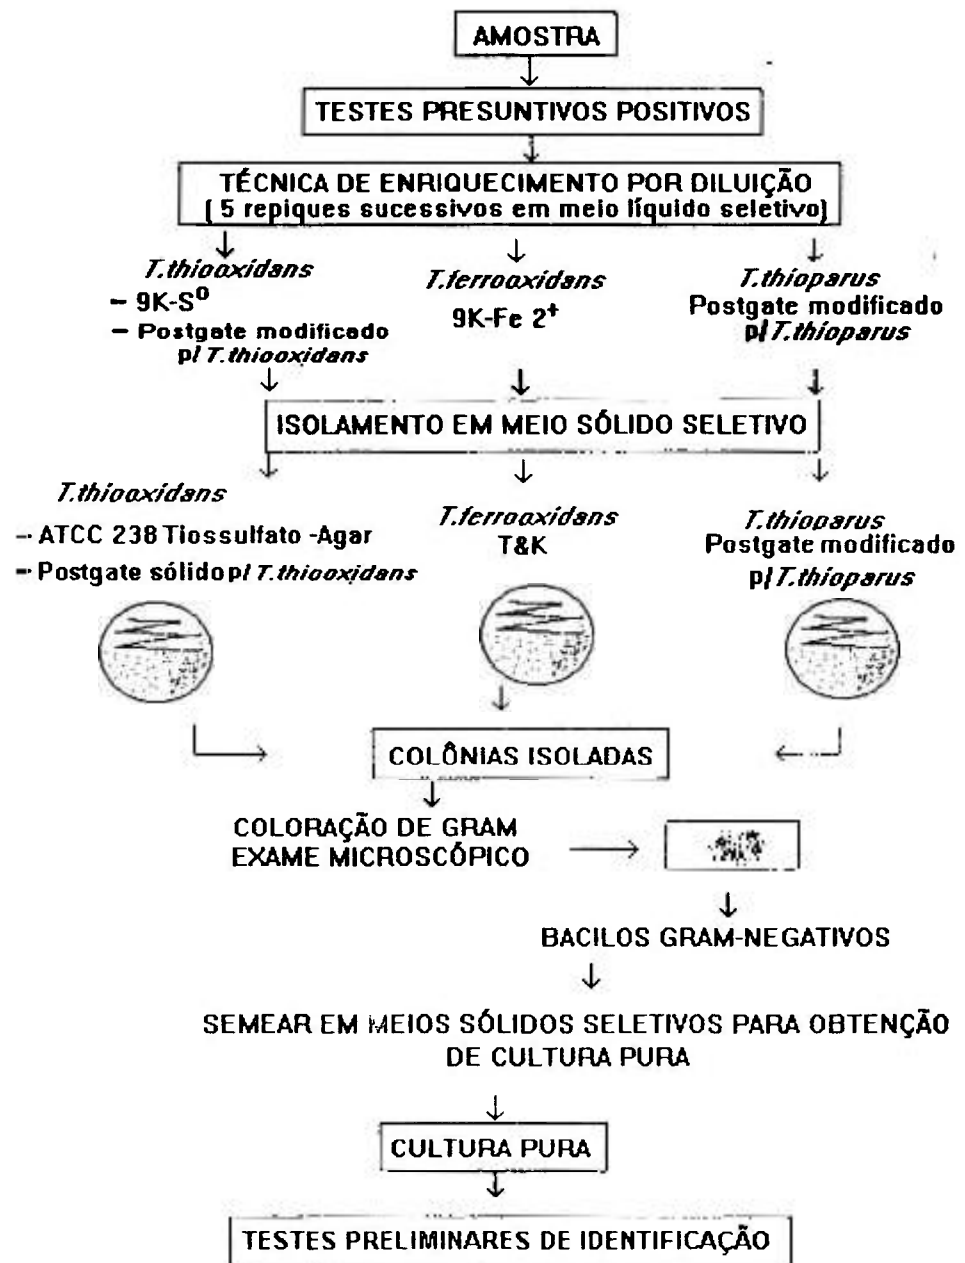 AMOSTRA
TESTES PRESUNTIVOS POSITIVOS
TÉCNICA DE ENRIQUECIMENTO POR DILUIÇÃO
( 5 repiques sucessivos em meio líquido seletivo)
T.thiooxidans
- 9K-S⁰
- Postgate modificado
p/ T.thiooxidans
T.ferrooxidans
9K-Fe 2⁺
T.thioparus
Postgate modificado
p/ T.thioparus
ISOLAMENTO EM MEIO SÓLIDO SELETIVO
T.thiooxidans
- ATCC 238 Tiossulfato -Agar
- Postgate sólido p/ T.thiooxidans
T.ferrooxidans
T&K
T.thioparus
Postgate modificado
p/ T.thioparus
COLÔNIAS ISOLADAS
COLORAÇÃO DE GRAM
EXAME MICROSCÓPICO
BACILOS GRAM-NEGATIVOS
SEMEAR EM MEIOS SÓLIDOS SELETIVOS PARA OBTENÇÃO
DE CULTURA PURA
CULTURA PURA
TESTES PRELIMINARES DE IDENTIFICAÇÃO